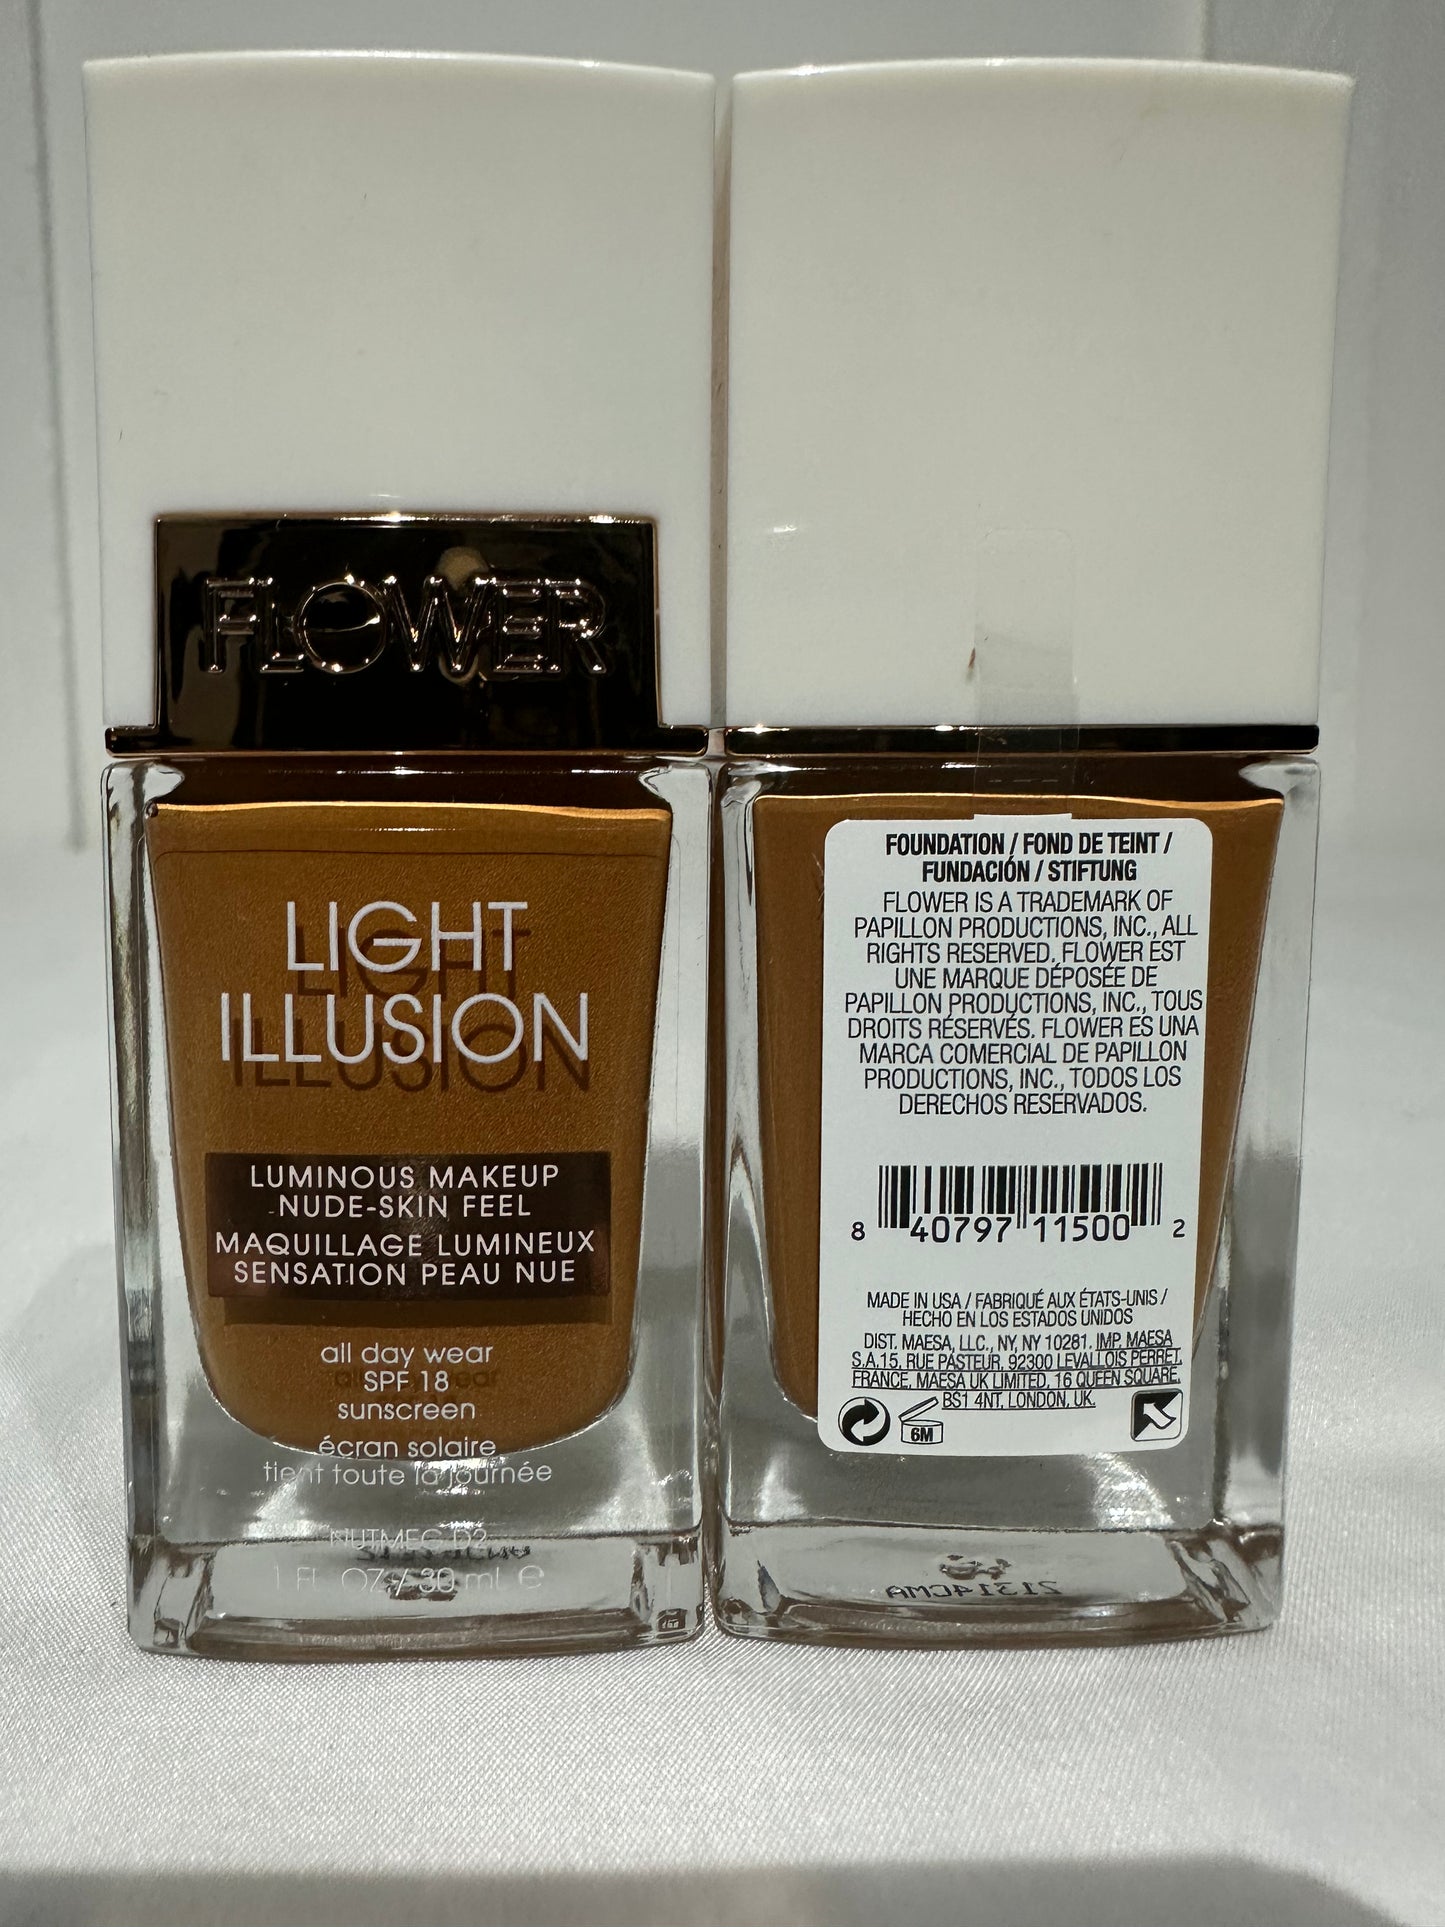 FLOWER
LIGHT
ILLUSION
LUMINOUS MAKEUP
NUDE-SKIN FEEL
MAQUILLAGE LUMINEUX
SENSATION PEAU NUE
all day wear
SPF 18
sunscreen
écran solaire
tient toute la journée
NUTMEG D2
1 FL OZ / 30 mL e
FOUNDATION / FOND DE TEINT /
FUNDACIÓN / STIFTUNG
FLOWER IS A TRADEMARK OF
PAPILLON PRODUCTIONS, INC., ALL
RIGHTS RESERVED. FLOWER EST
UNE MARQUE DÉPOSÉE DE
PAPILLON PRODUCTIONS, INC., TOUS
DROITS RÉSERVÉS. FLOWER ES UNA
MARCA COMERCIAL DE PAPILLON
PRODUCTIONS, INC., TODOS LOS
DERECHOS RESERVADOS.
8 40797 11500 2
MADE IN USA / FABRIQUÉ AUX ÉTATS-UNIS /
HECHO EN LOS ESTADOS UNIDOS
DIST. MAESA, LLC., NY, NY 10281. IMP. MAESA
S.A.15, RUE PASTEUR, 92300 LEVALLOIS PERRET,
FRANCE, MAESA UK LIMITED, 16 QUEEN SQUARE,
BS1 4NT, LONDON, UK.
6M
21314CMA